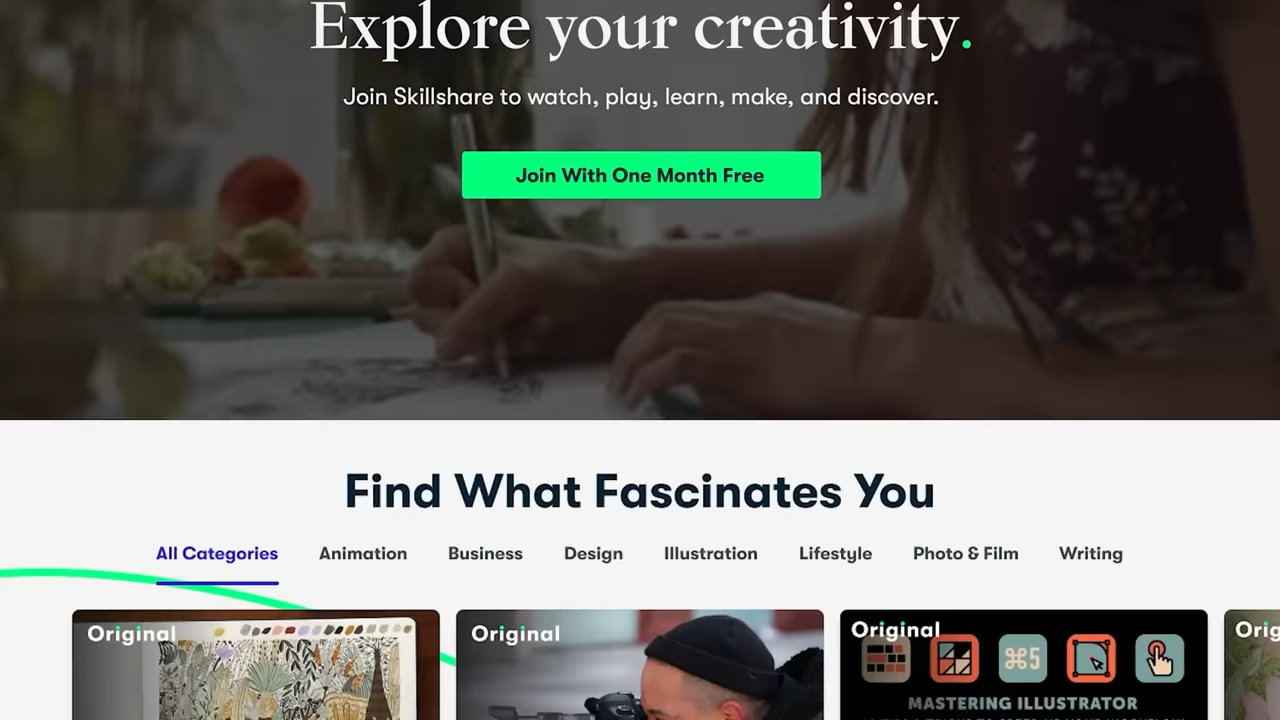 Explore your creativity.
Join Skillshare to watch, play, learn, make, and discover.
Join With One Month Free
Find What Fascinates You
All Categories Animation Business Design Illustration Lifestyle Photo & Film Writing
Original Original Original
⌘5
MASTERING ILLUSTRATOR